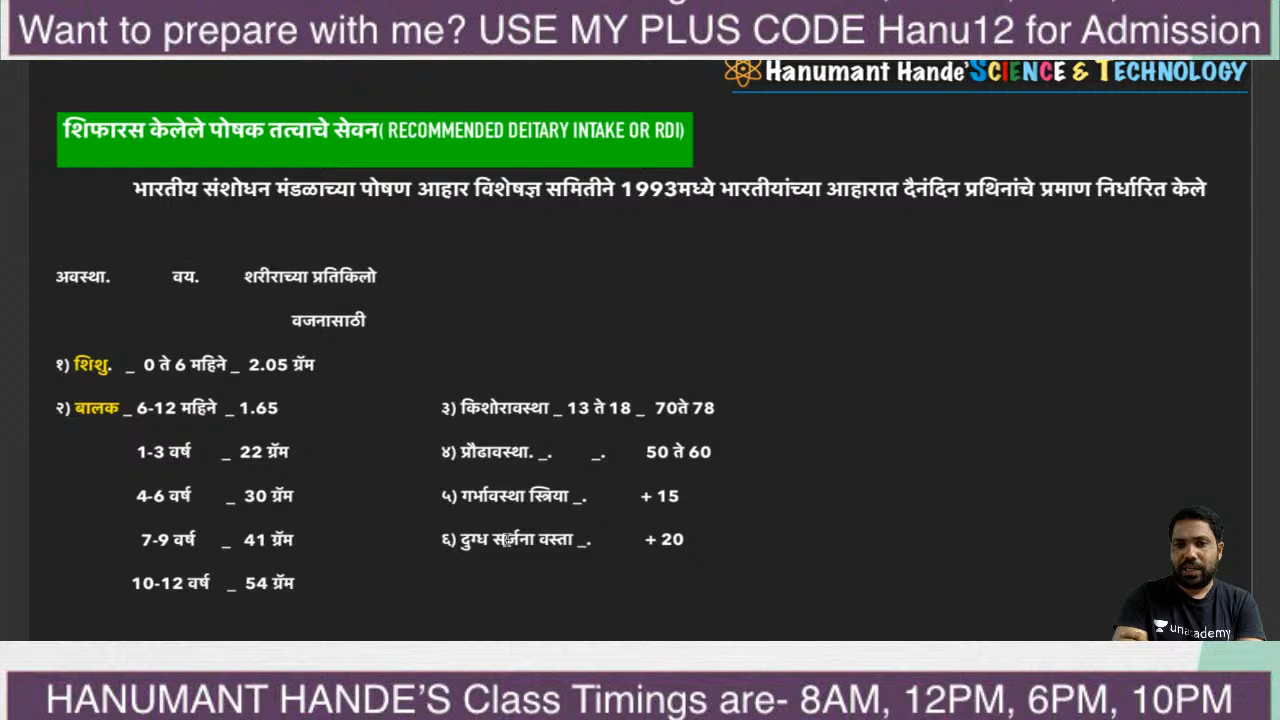 Want to prepare with me? USE MY PLUS CODE Hanu12 for Admission
Hanumant Hande'SCIENCE & TECHNOLOGY
शिफारस केलेले पोषक तत्वाचे सेवन( RECOMMENDED DEITARY INTAKE OR RDI)
भारतीय संशोधन मंडळाच्या पोषण आहार विशेषज्ञ समितीने 1993मध्ये भारतीयांच्या आहारात दैनंदिन प्रथिनांचे प्रमाण निर्धारित केले
अवस्था. वय. शरीराच्या प्रतिकिलो
वजनासाठी
१) शिशु. _ 0 ते 6 महिने _ 2.05 ग्रॅम
२) बालक _ 6-12 महिने _ 1.65
1-3 वर्ष _ 22 ग्रॅम
4-6 वर्ष _ 30 ग्रॅम
7-9 वर्ष _ 41 ग्रॅम
10-12 वर्ष _ 54 ग्रॅम
३) किशोरावस्था _ 13 ते 18 _ 70ते 78
४) प्रौढावस्था. _. _. 50 ते 60
५) गर्भावस्था स्त्रिया _. + 15
६) दुग्ध सर्जना वस्ता _. + 20
unacademy
HANUMANT HANDE'S Class Timings are- 8AM, 12PM, 6PM, 10PM